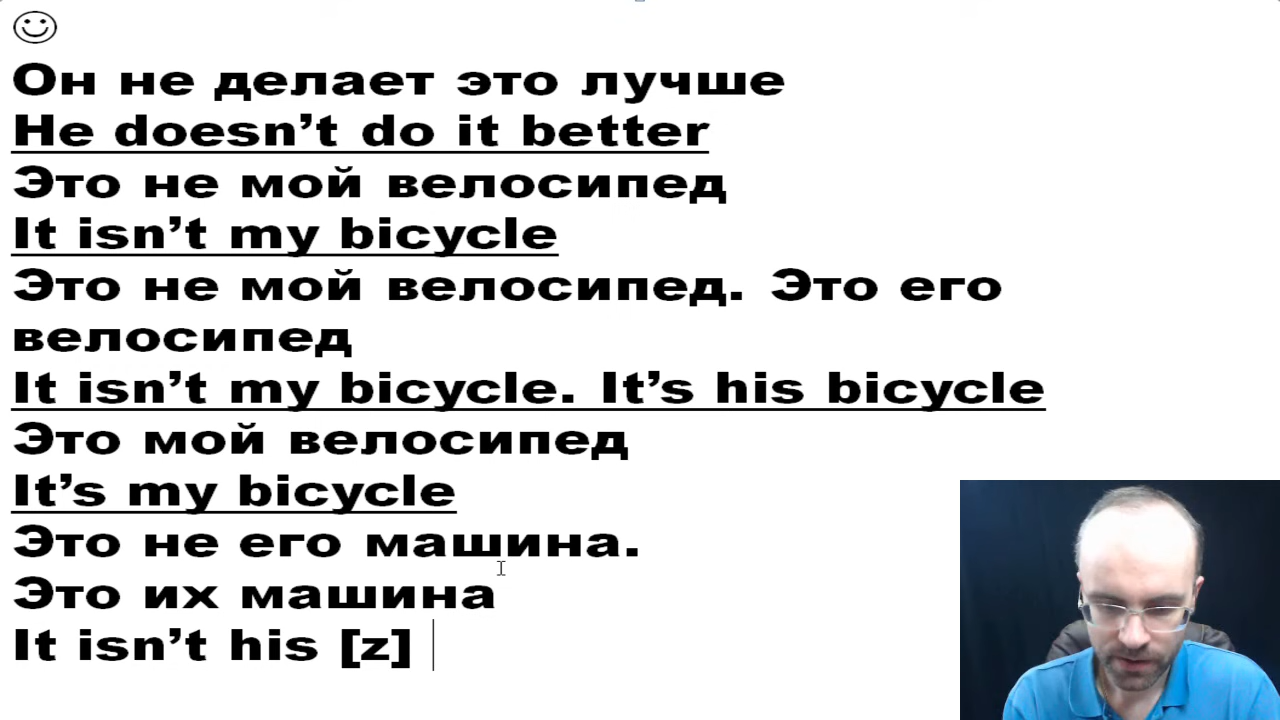 Он не делает это лучше
He doesn’t do it better
Это не мой велосипед
It isn’t my bicycle
Это не мой велосипед. Это его
велосипед
It isn’t my bicycle. It’s his bicycle
Это мой велосипед
It’s my bicycle
Это не его машина.
Это их машина
It isn’t his [z]